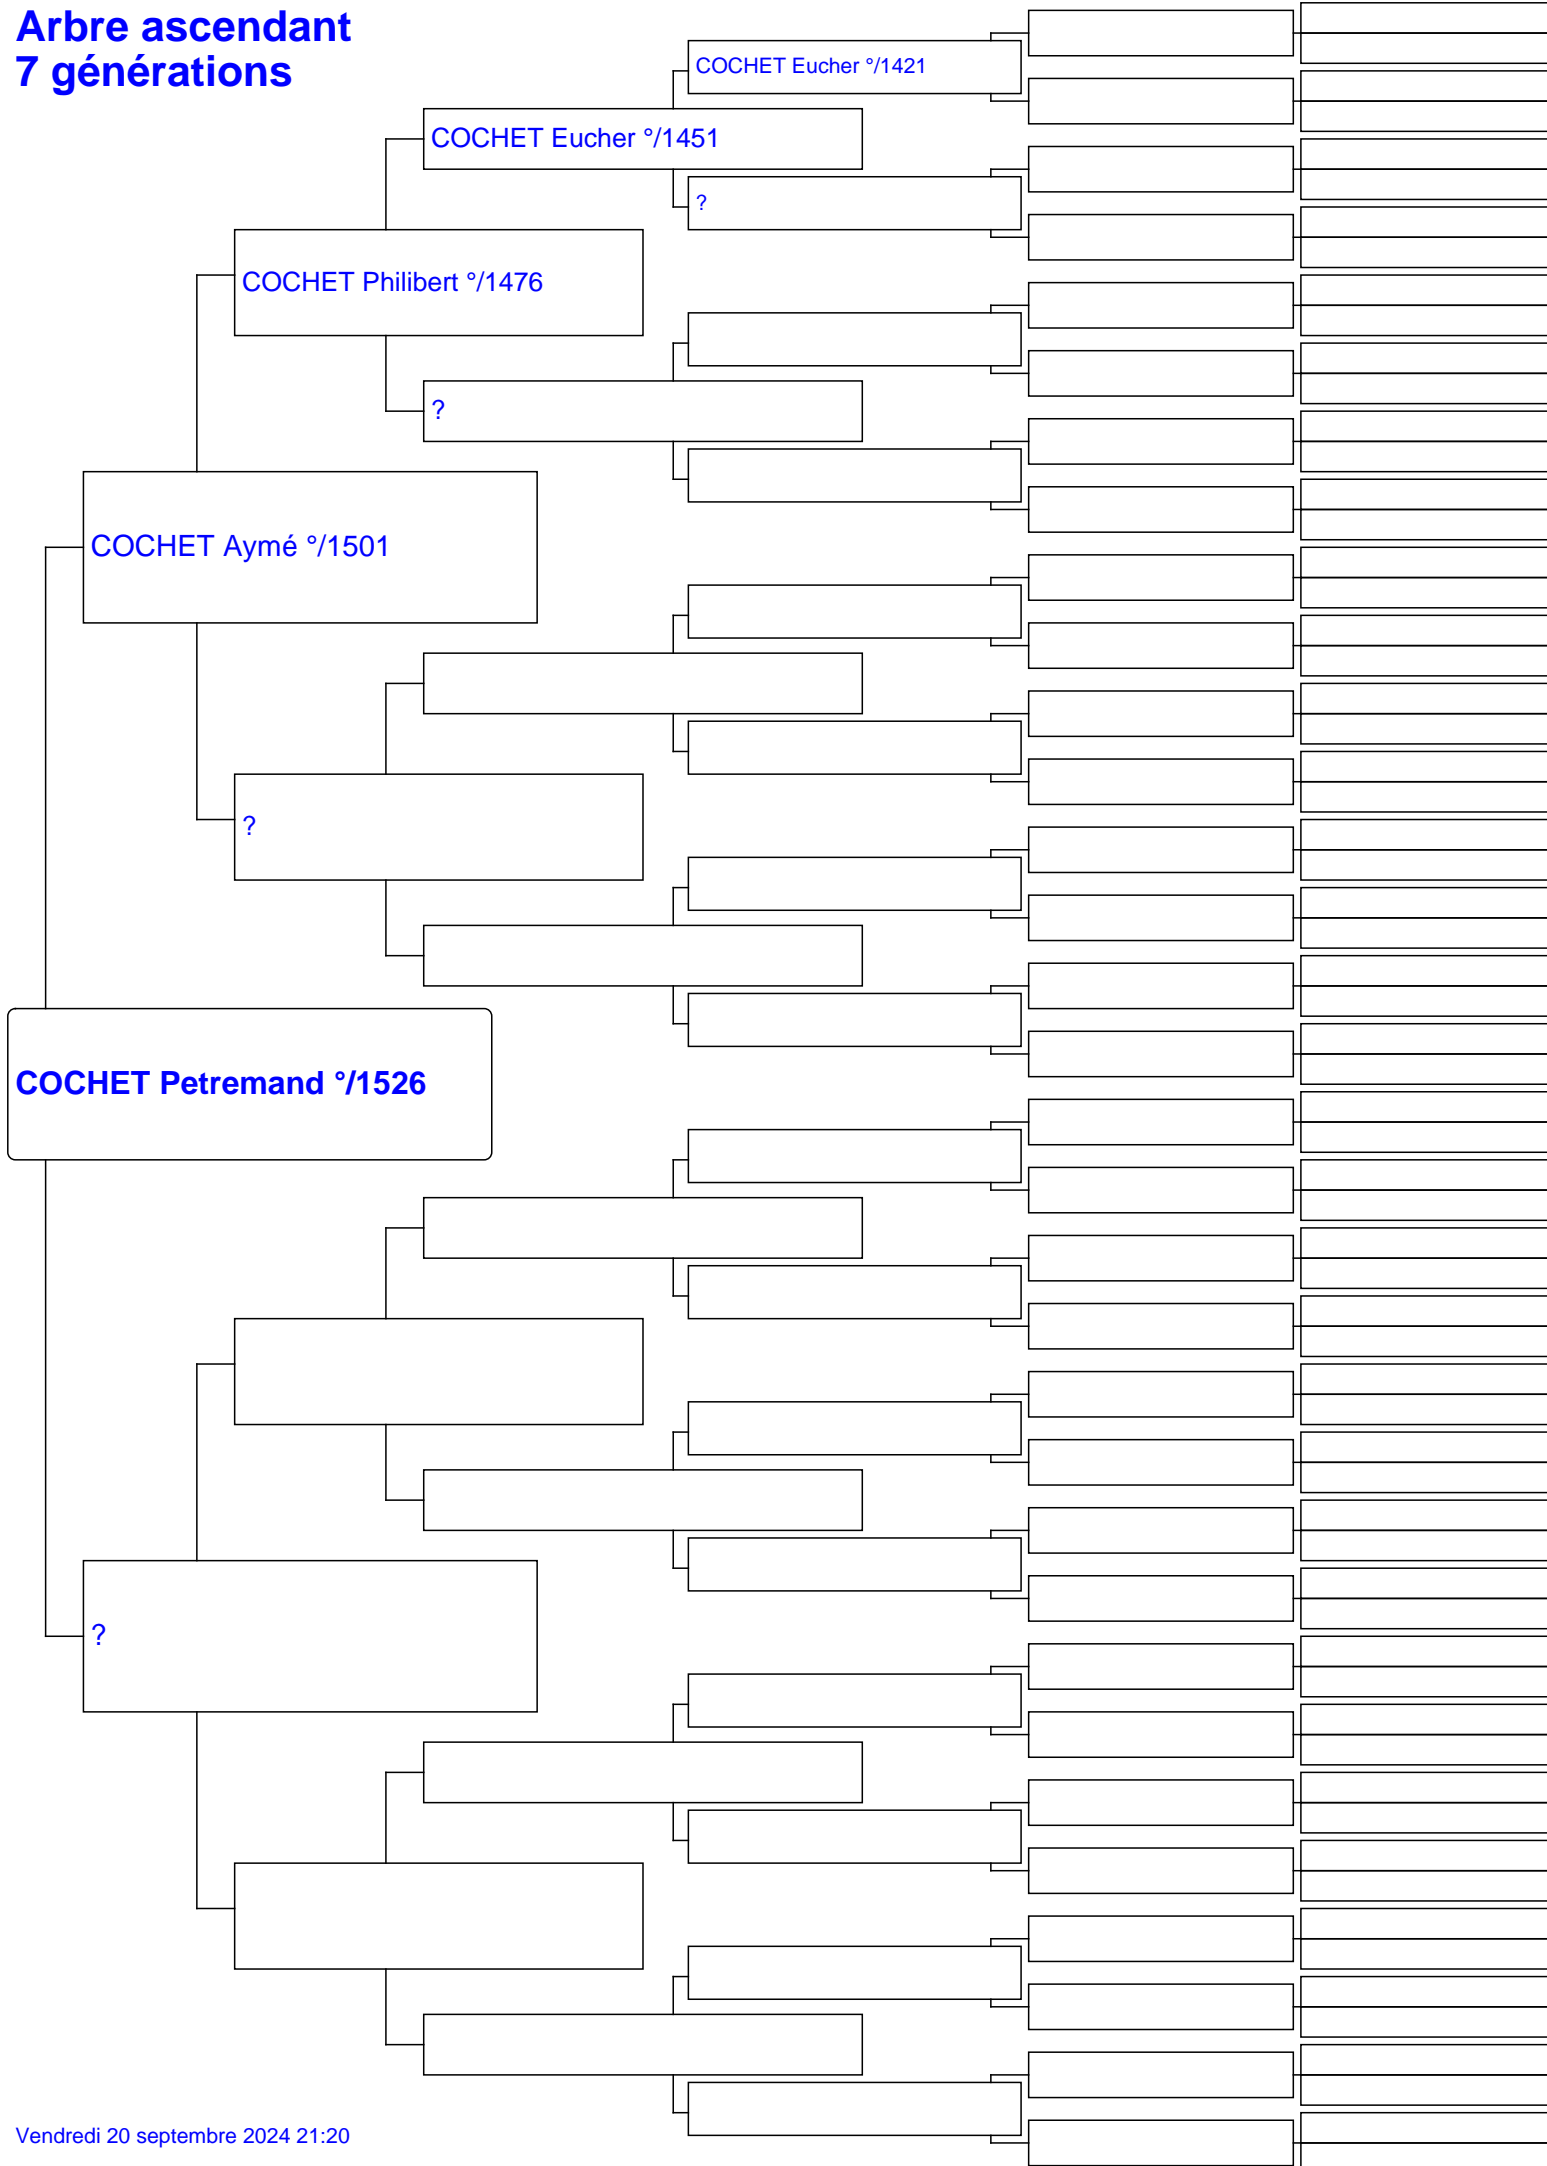 Arbre ascendant
7 générations
COCHET Eucher °/1421
COCHET Eucher °/1451
?
COCHET Philibert °/1476
?
COCHET Aymé °/1501
?
COCHET Petremand °/1526
?
Vendredi 20 septembre 2024 21:20